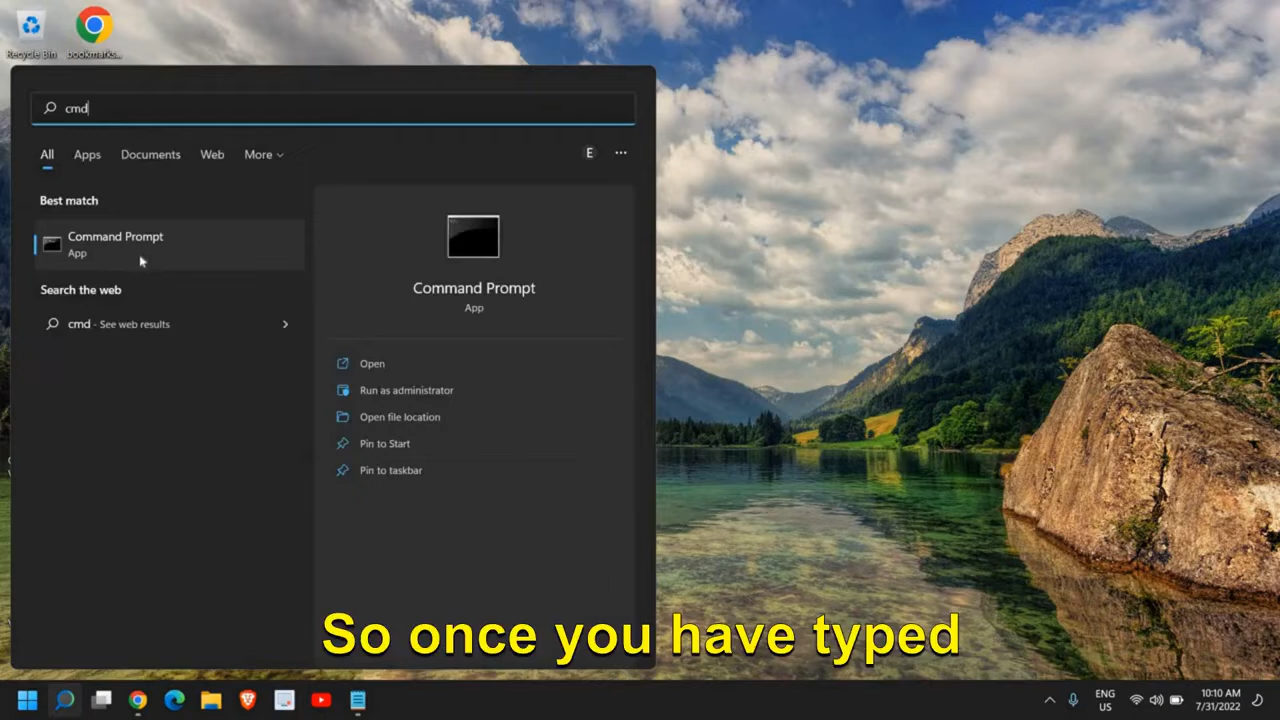 Recycle Bin
bookmarks...
cmd
All
Apps
Documents
Web
More
E
Best match
Command Prompt
App
Search the web
cmd - See web results
Command Prompt
App
Open
Run as administrator
Open file location
Pin to Start
Pin to taskbar
So once you have typed
ENG
US
10:10 AM
7/31/2022